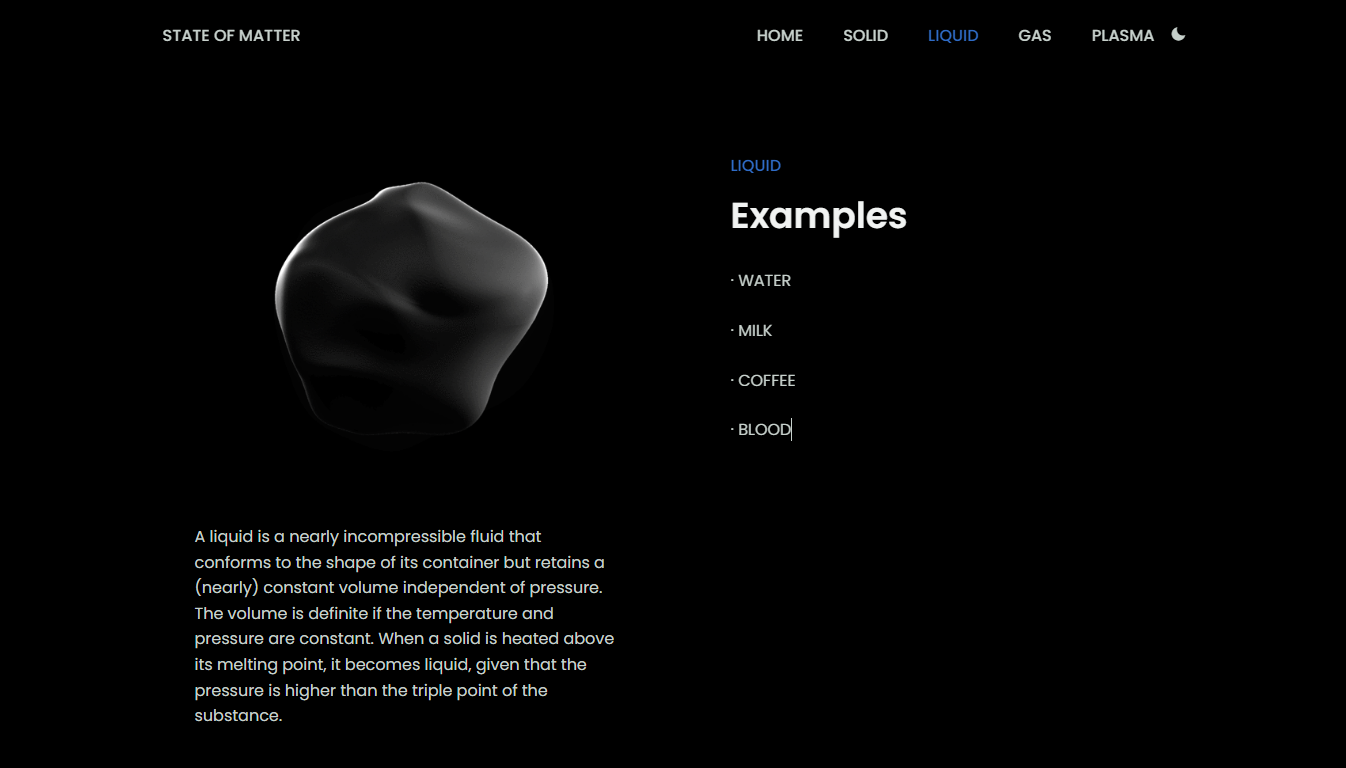 STATE OF MATTER
HOME SOLID LIQUID GAS PLASMA
LIQUID
Examples
· WATER
· MILK
· COFFEE
· BLOOD
A liquid is a nearly incompressible fluid that
conforms to the shape of its container but retains a
(nearly) constant volume independent of pressure.
The volume is definite if the temperature and
pressure are constant. When a solid is heated above
its melting point, it becomes liquid, given that the
pressure is higher than the triple point of the
substance.